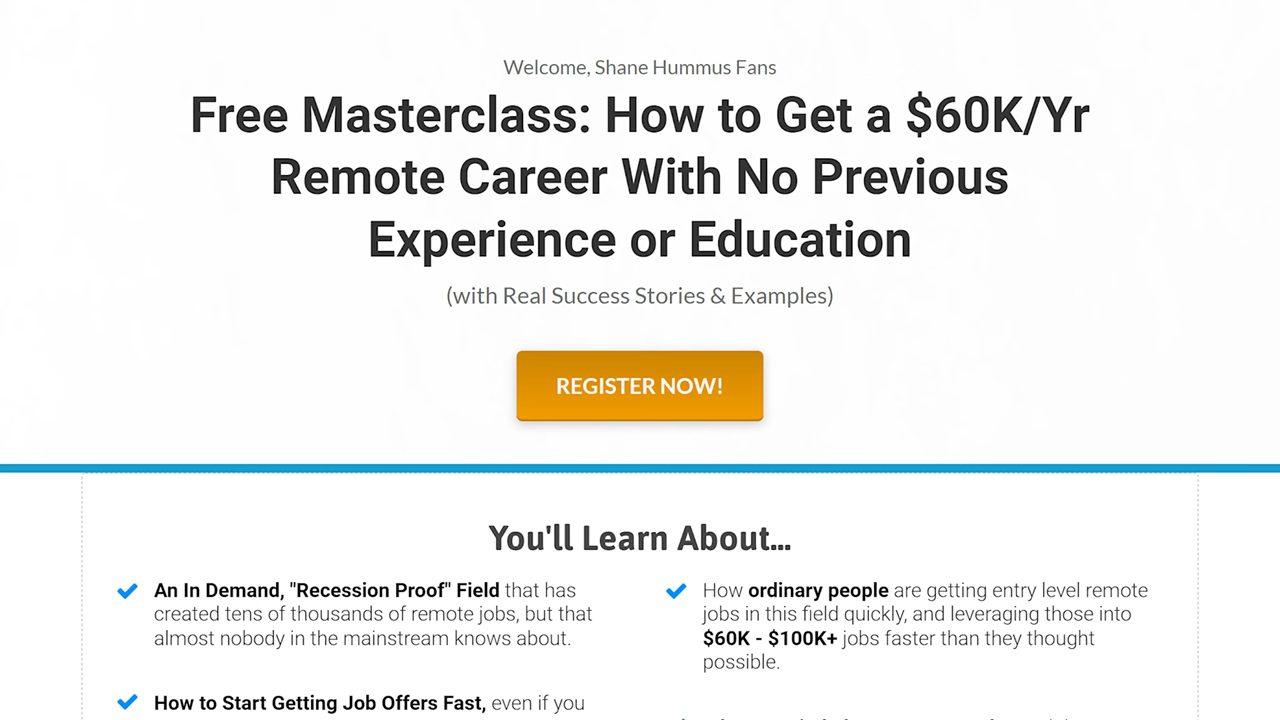 Welcome, Shane Hummus Fans
Free Masterclass: How to Get a $60K/Yr
Remote Career With No Previous
Experience or Education
(with Real Success Stories & Examples)
REGISTER NOW!
You'll Learn About...
An In Demand, "Recession Proof" Field that has
created tens of thousands of remote jobs, but that
almost nobody in the mainstream knows about.
How to Start Getting Job Offers Fast, even if you
How ordinary people are getting entry level remote
jobs in this field quickly, and leveraging those into
$60K - $100K+ jobs faster than they thought
possible.